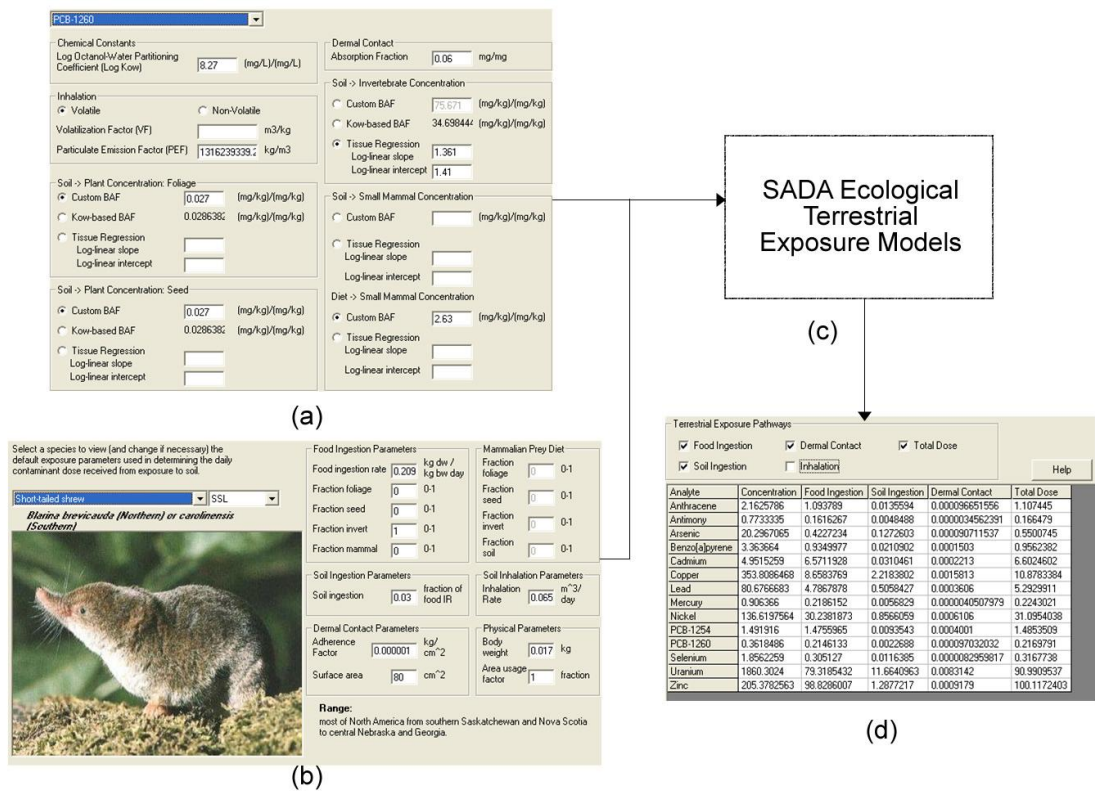 PCB-1260
Chemical Constants
Log Octanol-Water Partitioning
Coefficient (Log Kow) 8.27 (mg/L)/(mg/L)
Inhalation
Volatile Non-Volatile
Volatilization Factor (VF) m3/kg
Particulate Emission Factor (PEF) 1316239339.2 kg/m3
Soil -> Plant Concentration: Foliage
Custom BAF 0.027 (mg/kg)/(mg/kg)
Kow-based BAF 0.0286382 (mg/kg)/(mg/kg)
Tissue Regression
Log-linear slope
Log-linear intercept
Soil -> Plant Concentration: Seed
Custom BAF 0.027 (mg/kg)/(mg/kg)
Kow-based BAF 0.0286382 (mg/kg)/(mg/kg)
Tissue Regression
Log-linear slope
Log-linear intercept
Dermal Contact
Absorption Fraction 0.06 mg/mg
Soil -> Invertebrate Concentration
Custom BAF 75.671 (mg/kg)/(mg/kg)
Kow-based BAF 34.698444 (mg/kg)/(mg/kg)
Tissue Regression
Log-linear slope 1.361
Log-linear intercept 1.41
Soil -> Small Mammal Concentration
Custom BAF (mg/kg)/(mg/kg)
Tissue Regression
Log-linear slope
Log-linear intercept
Diet -> Small Mammal Concentration
Custom BAF 2.63 (mg/kg)/(mg/kg)
Tissue Regression
Log-linear slope
Log-linear intercept
(a)
Select a species to view (and change if necessary) the
default exposure parameters used in determining the daily
contaminant dose received from exposure to soil.
Short-tailed shrew SSL
Blarina brevicauda (Northern) or carolinensis
(Southern)
Food Ingestion Parameters
Food ingestion rate 0.209 kg dw /
kg bw day
Fraction foliage 0 0-1
Fraction seed 0 0-1
Fraction invert 1 0-1
Fraction mammal 0 0-1
Mammalian Prey Diet
Fraction
foliage 0 0-1
Fraction
seed 0 0-1
Fraction
invert 0 0-1
Fraction
soil 0 0-1
Soil Ingestion Parameters
Soil ingestion 0.03 fraction of
food IR
Soil Inhalation Parameters
Inhalation
Rate 0.065 m^3/
day
Dermal Contact Parameters
Adherence
Factor 0.000001 kg/
cm^2
Surface area 80 cm^2
Physical Parameters
Body
weight 0.017 kg
Area usage
factor 1 fraction
Range:
most of North America from southern Saskatchewan and Nova Scotia
to central Nebraska and Georgia.
(b)
SADA Ecological
Terrestrial
Exposure Models
(c)
Terrestrial Exposure Pathways
Food Ingestion Dermal Contact Total Dose
Soil Ingestion Inhalation
Help
Analyte Concentration Food Ingestion Soil Ingestion Dermal Contact Total Dose
Anthracene 2.1625786 1.093789 0.0135594 0.000096651556 1.107445
Antimony 0.7733335 0.1616267 0.0048488 0.0000034562391 0.166479
Arsenic 20.2967065 0.4227234 0.1272603 0.000090711537 0.5500745
Benzo[a]pyrene 3.363664 0.9349977 0.0210902 0.0001503 0.9562382
Cadmium 4.9515259 6.5711928 0.0310461 0.0002213 6.6024602
Copper 353.8086468 8.6583769 2.2183802 0.0015813 10.8783384
Lead 80.6766683 4.7867878 0.5058427 0.0003606 5.2929911
Mercury 0.906366 0.2186152 0.0056829 0.0000040507979 0.2243021
Nickel 136.6197564 30.2381873 0.8566059 0.0006106 31.0954038
PCB-1254 1.491916 1.4755965 0.0093543 0.0004001 1.4853509
PCB-1260 0.3618486 0.2146133 0.0022688 0.000097032032 0.2169791
Selenium 1.8562259 0.305127 0.0116385 0.0000082959817 0.3167738
Uranium 1860.3024 79.3185432 11.6640963 0.0083142 90.9909537
Zinc 205.3782563 98.8286007 1.2877217 0.0009179 100.1172403
(d)